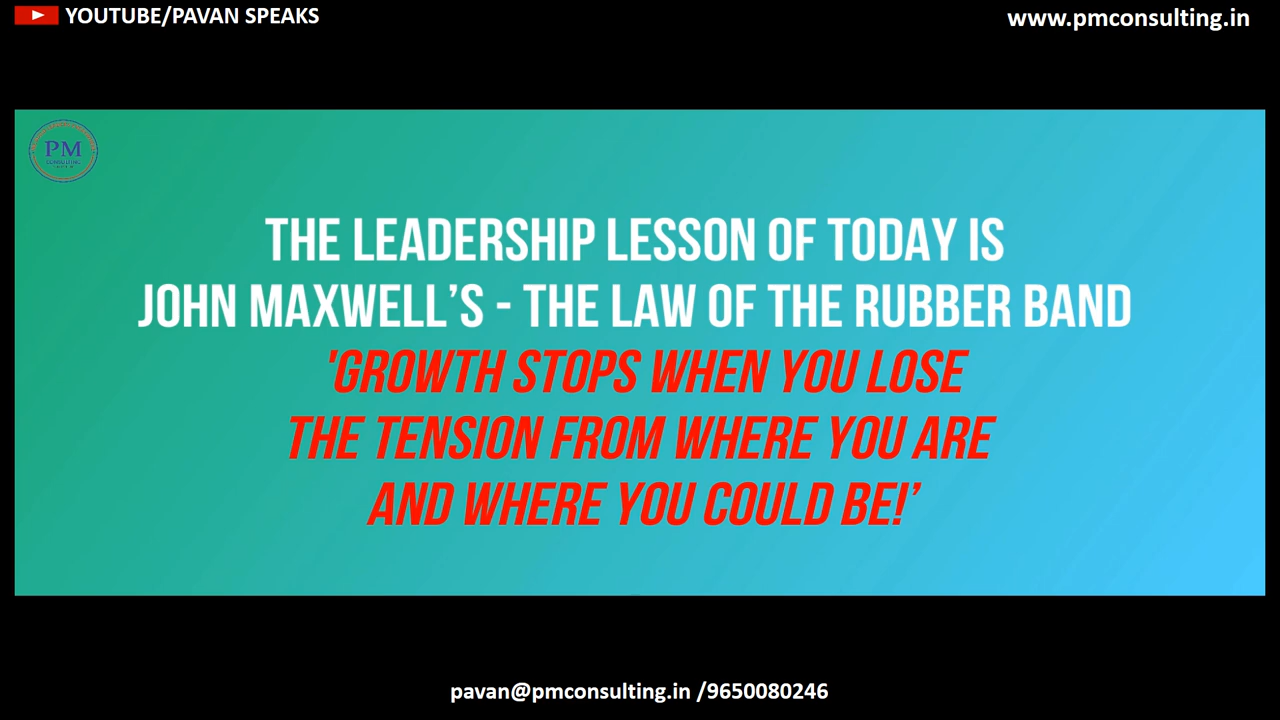 YOUTUBE/PAVAN SPEAKS
www.pmconsulting.in
PM
CONSULTING
THE LEADERSHIP LESSON OF TODAY IS
JOHN MAXWELL’S - THE LAW OF THE RUBBER BAND
'GROWTH STOPS WHEN YOU LOSE
THE TENSION FROM WHERE YOU ARE
AND WHERE YOU COULD BE!’
pavan@pmconsulting.in /9650080246